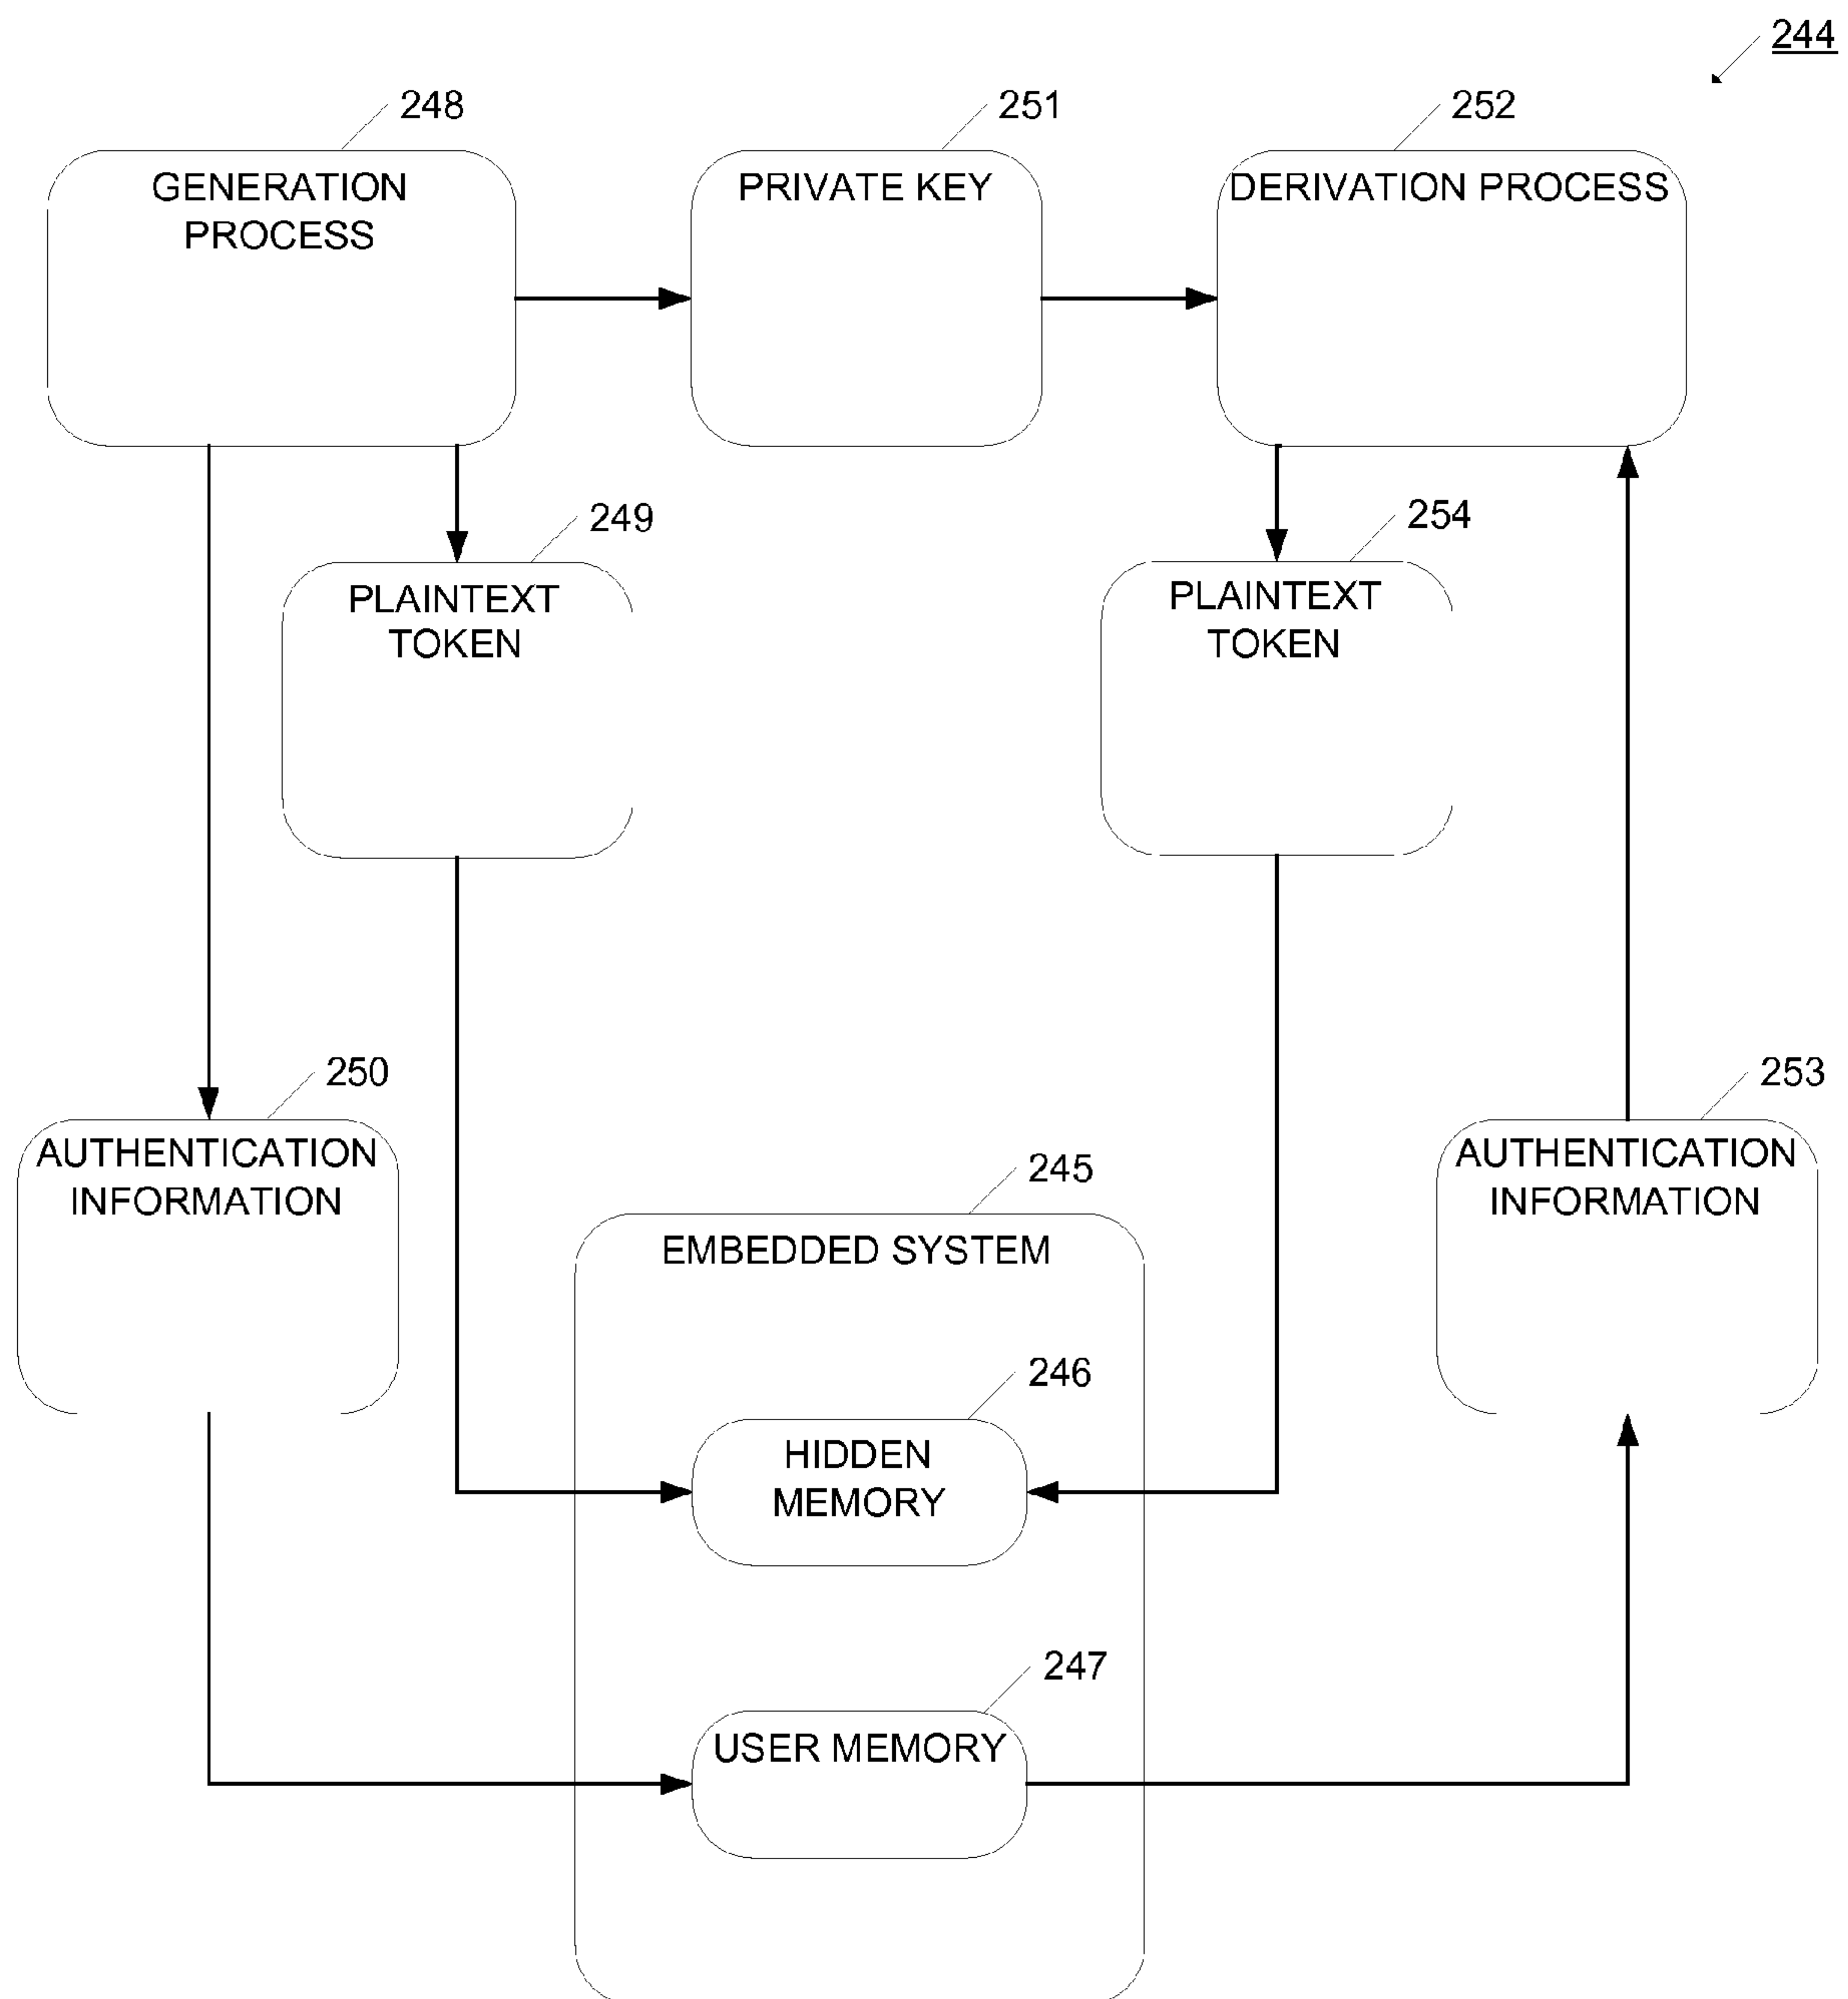 244
248
251
252
GENERATION
PROCESS
PRIVATE KEY
DERIVATION PROCESS
249
254
PLAINTEXT
TOKEN
PLAINTEXT
TOKEN
250
253
AUTHENTICATION
INFORMATION
AUTHENTICATION
INFORMATION
245
EMBEDDED SYSTEM
246
HIDDEN
MEMORY
247
USER MEMORY